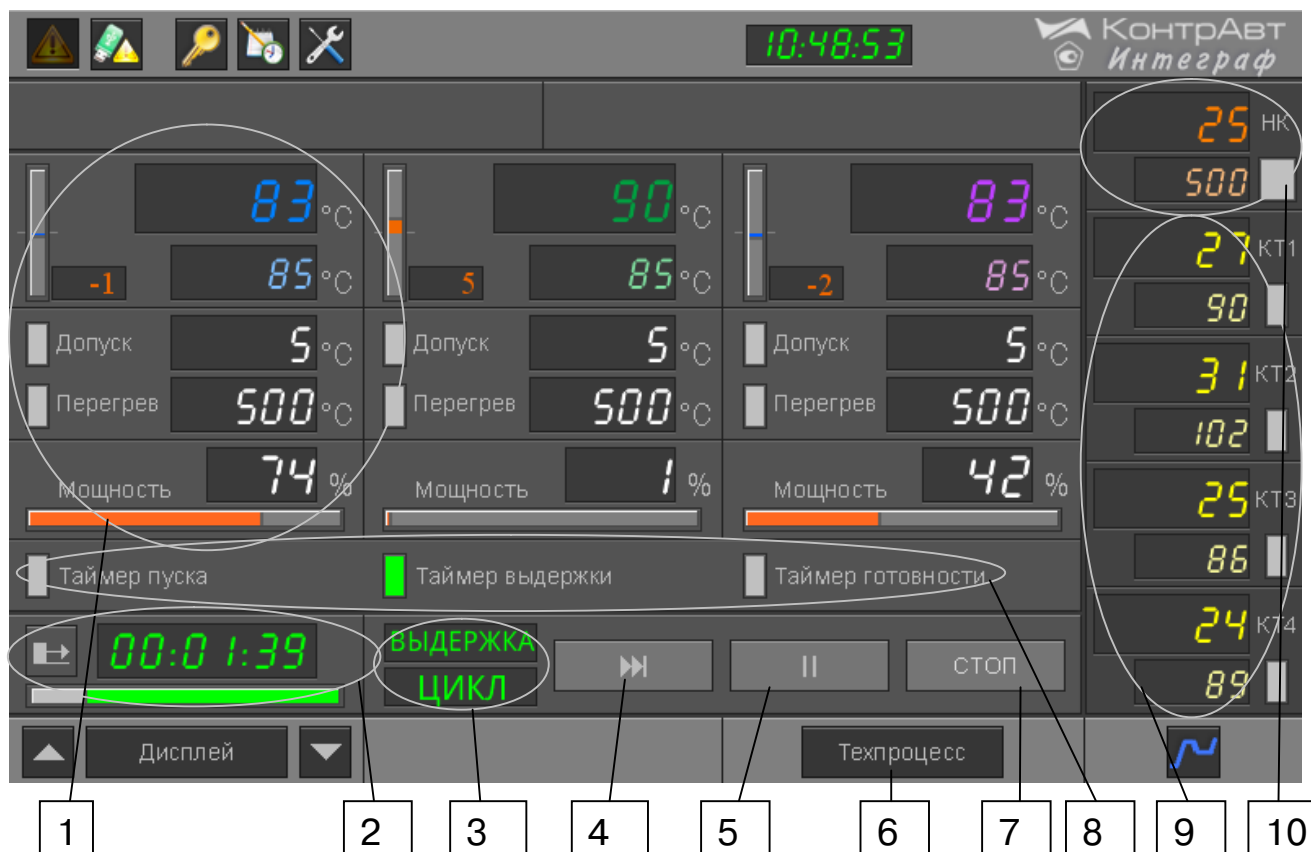 10:48:53
КонтрАвт
Интеграф
25 НК
500
83 °C
90 °C
83 °C
-1 85 °C
5 85 °C
-2 85 °C
27 КТ1
90
Допуск 5 °C
Допуск 5 °C
Допуск 5 °C
31 КТ2
Перегрев 500 °C
Перегрев 500 °C
Перегрев 500 °C
102
Мощность 74 %
Мощность 1 %
Мощность 42 %
25 КТ3
86
Таймер пуска
Таймер выдержки
Таймер готовности
24 КТ4
89
00:01:39
ВЫДЕРЖКА
ЦИКЛ
СТОП
Дисплей
Техпроцесс
1 2 3 4 5 6 7 8 9 10